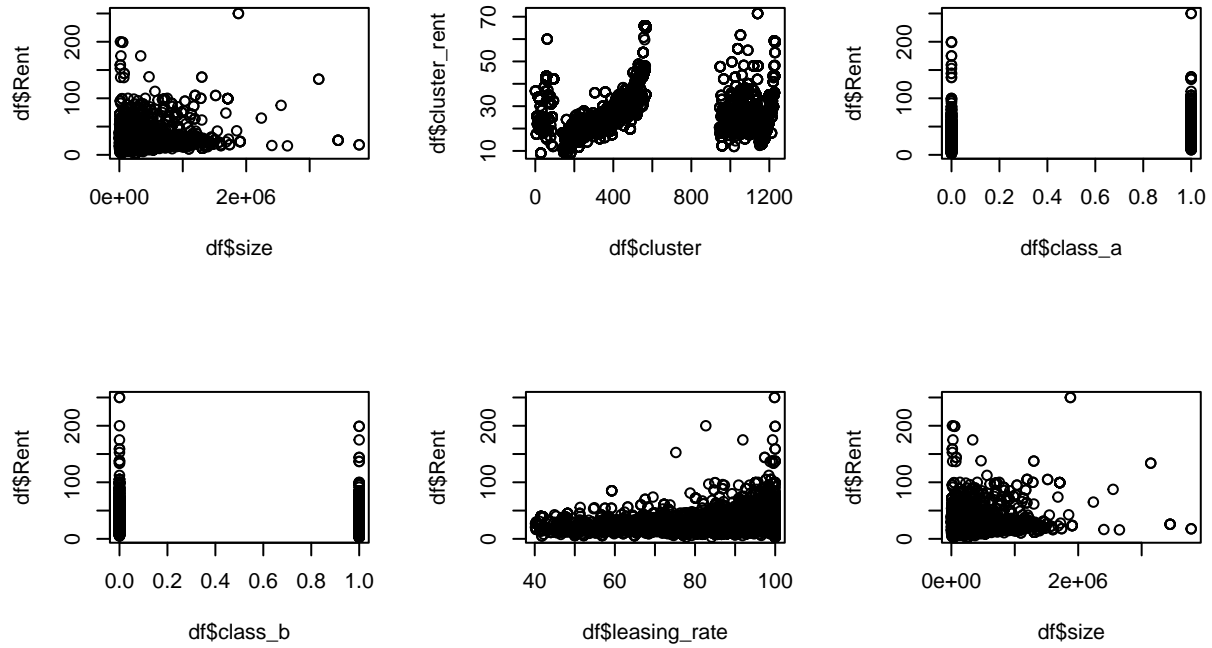 df$Rent
200
100
0
0e+00 2e+06
df$size
df$cluster_rent
70
50
30
10
0 400 800 1200
df$cluster
df$Rent
200
100
0
0.0 0.2 0.4 0.6 0.8 1.0
df$class_a
df$Rent
200
100
0
0.0 0.2 0.4 0.6 0.8 1.0
df$class_b
df$Rent
200
100
0
40 60 80 100
df$leasing_rate
df$Rent
200
100
0
0e+00 2e+06
df$size